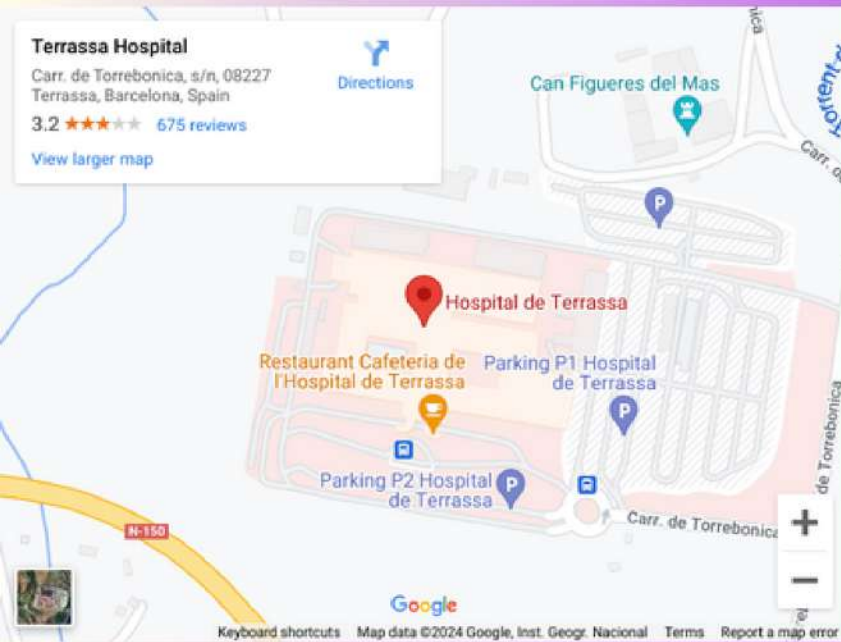 Terrassa Hospital
Carr. de Torrebonica, s/n, 08227
Terrassa, Barcelona, Spain
3.2 675 reviews
View larger map
Directions
Can Figueres del Mas
P
Hospital de Terrassa
Restaurant Cafeteria de
l'Hospital de Terrassa
Parking P1 Hospital
de Terrassa
P
Parking P2 Hospital
de Terrassa
P
Carr. de Torrebonica
de Torrebonica
N-150
Google
Keyboard shortcuts Map data ©2024 Google, Inst. Geogr. Nacional Terms Report a map error